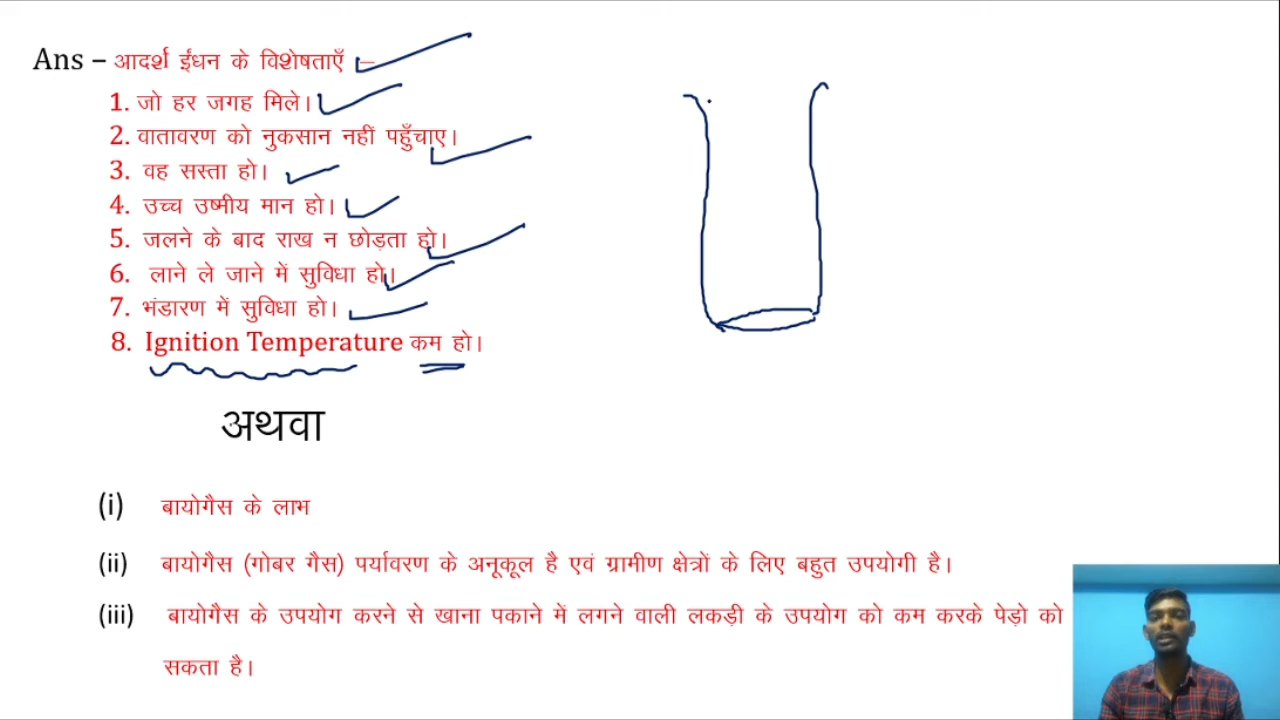 Ans – आदर्श ईंधन के विशेषताएँ –
1. जो हर जगह मिले।
2. वातावरण को नुकसान नहीं पहुँचाए।
3. वह सस्ता हो।
4. उच्च उष्मीय मान हो।
5. जलने के बाद राख न छोड़ता हो।
6. लाने ले जाने में सुविधा हो।
7. भंडारण में सुविधा हो।
8. Ignition Temperature कम हो।
अथवा
(i) बायोगैस के लाभ
(ii) बायोगैस (गोबर गैस) पर्यावरण के अनूकूल है एवं ग्रामीण क्षेत्रों के लिए बहुत उपयोगी है।
(iii) बायोगैस के उपयोग करने से खाना पकाने में लगने वाली लकड़ी के उपयोग को कम करके पेड़ो को
सकता है।